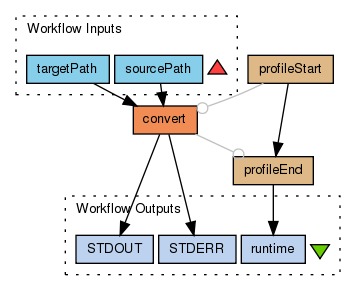 Workflow Inputs
targetPath
sourcePath
profileStart
convert
profileEnd
Workflow Outputs
STDOUT
STDERR
runtime